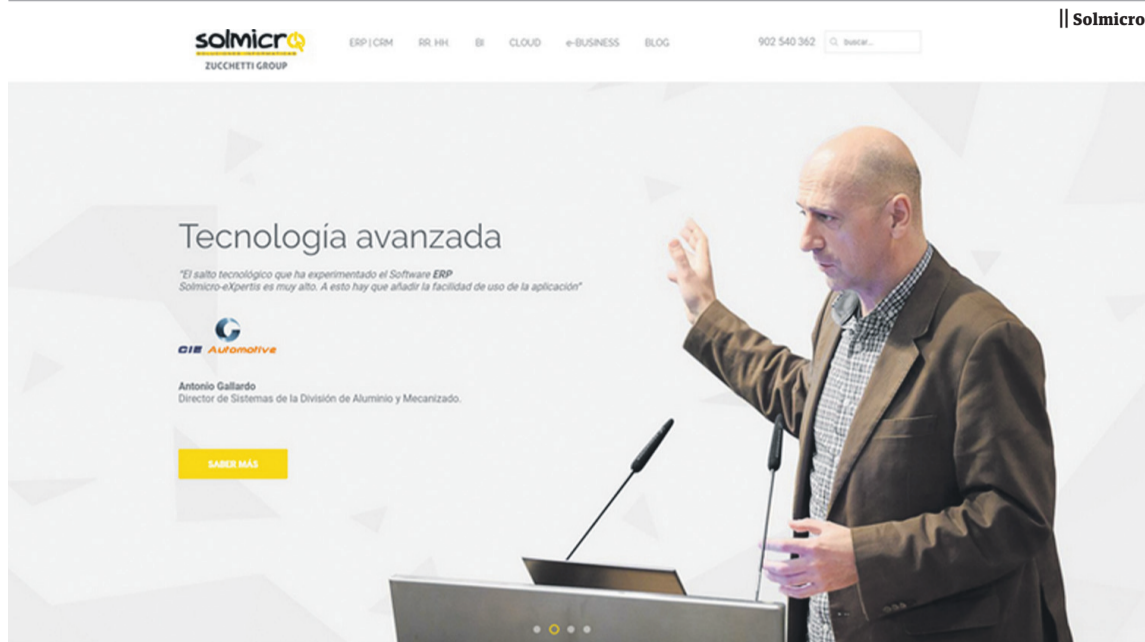 || Solmicro
solmicro
SOLUCIONES INFORMATICAS
ZUCCHETTI GROUP
ERP | CRM RR. HH. BI CLOUD e-BUSINESS BLOG 902 540 362 buscar...
Tecnología avanzada
"El salto tecnológico que ha experimentado el Software ERP
Solmicro-eXpertis es muy alto. A esto hay que añadir la facilidad de uso de la aplicación"
CIE Automotive
Antonio Gallardo
Director de Sistemas de la División de Aluminio y Mecanizado.
SABER MÁS